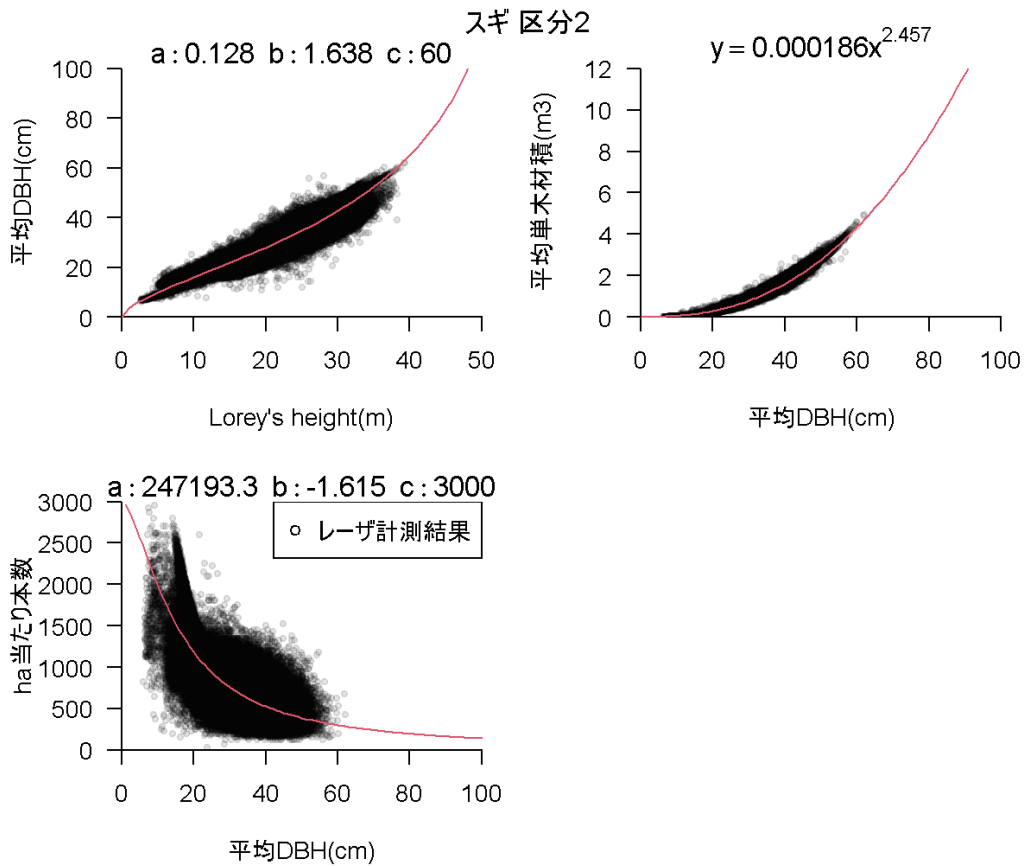 スギ 区分2
a : 0.128 b : 1.638 c : 60
平均DBH(cm)
100
80
60
40
20
0
0 10 20 30 40 50
Lorey's height(m)
y = 0.000186x^2.457
平均単木材積(m3)
12
10
8
6
4
2
0
0 20 40 60 80 100
平均DBH(cm)
a : 247193.3 b : -1.615 c : 3000
ha当たり本数
3000
2500
2000
1500
1000
500
0
レーザ計測結果
0 20 40 60 80 100
平均DBH(cm)